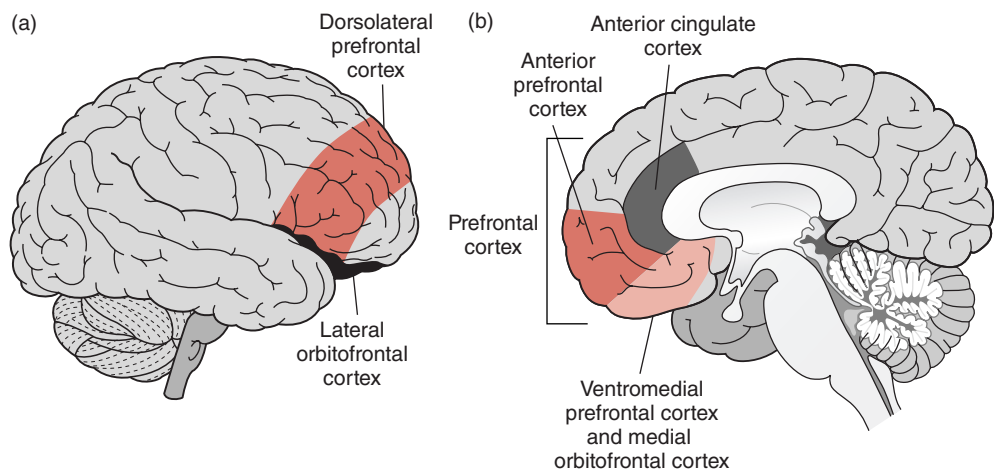 (a)
Dorsolateral
prefrontal
cortex
Lateral
orbitofrontal
cortex
(b)
Anterior cingulate
cortex
Anterior
prefrontal
cortex
Prefrontal
cortex
Ventromedial
prefrontal cortex
and medial
orbitofrontal cortex